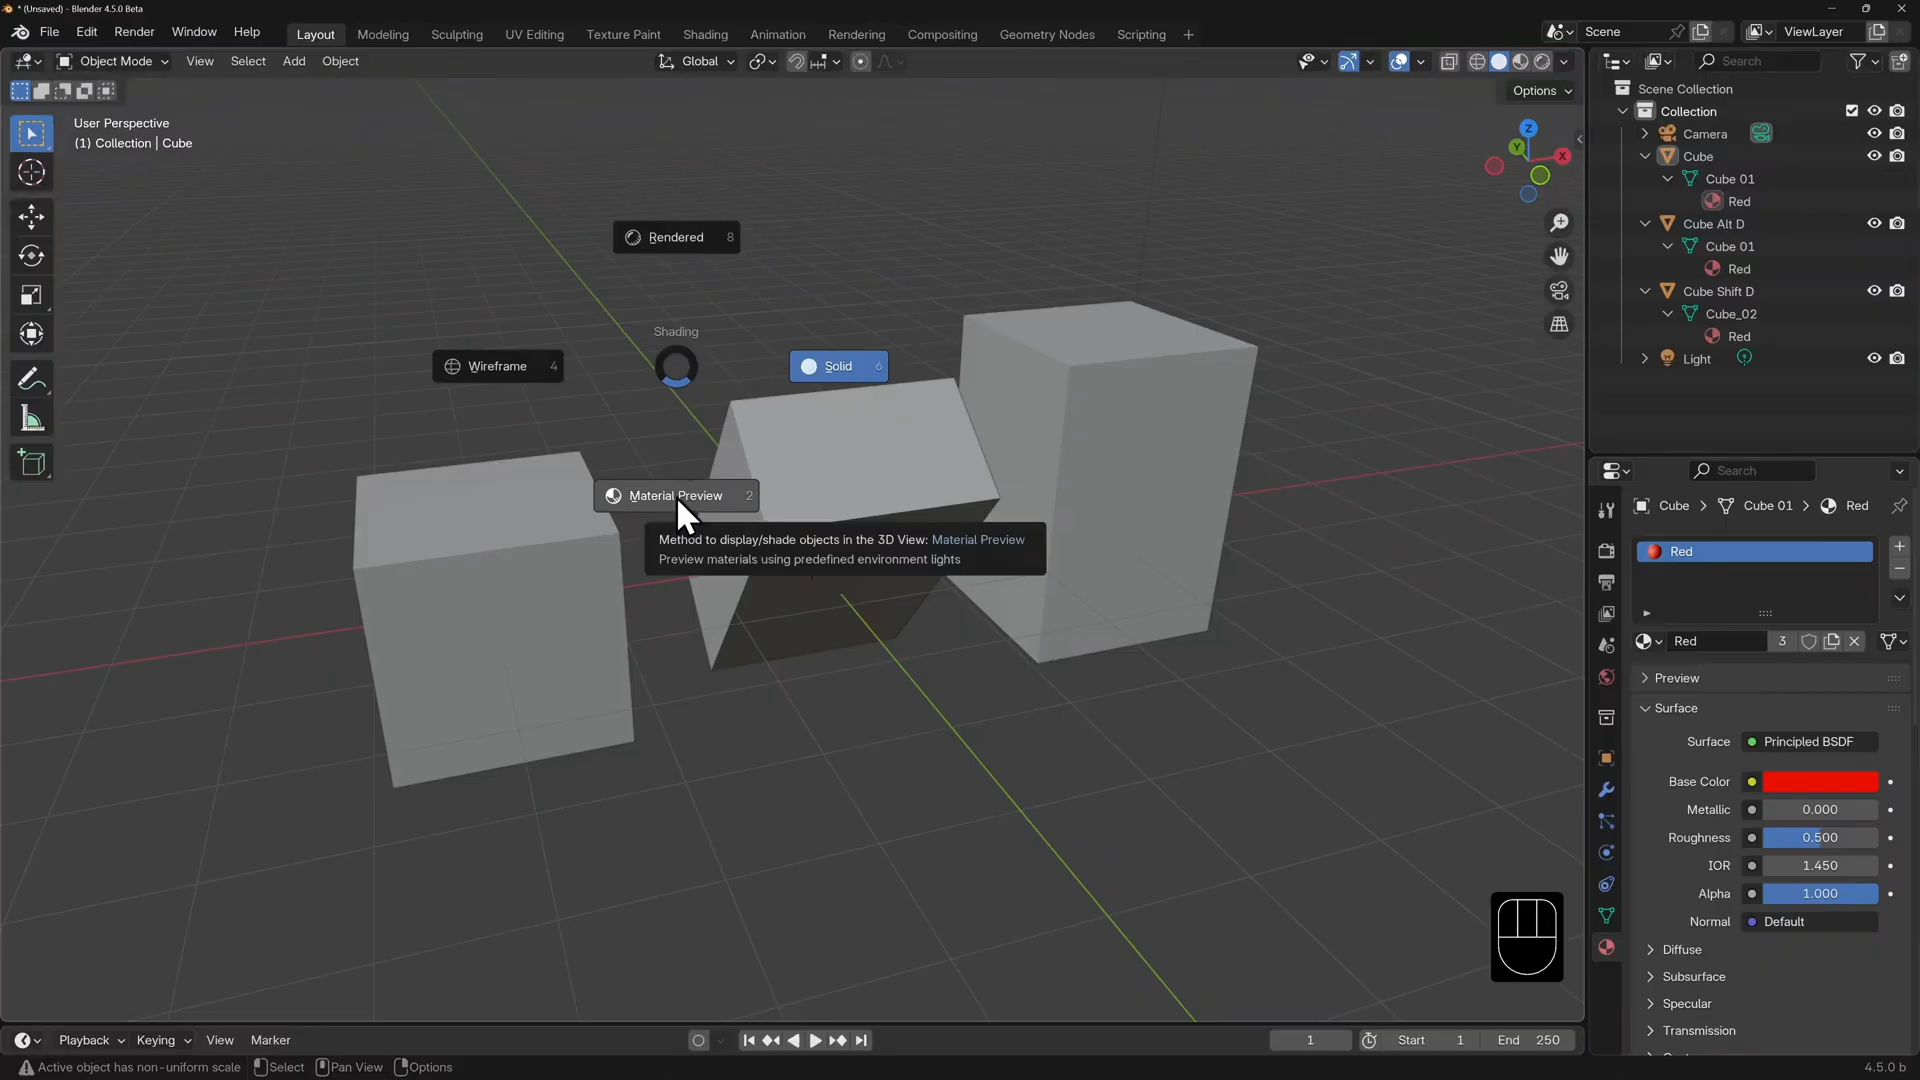 * (Unsaved) - Blender 4.5.0 Beta
File Edit Render Window Help Layout Modeling Sculpting UV Editing Texture Paint Shading Animation Rendering Compositing Geometry Nodes Scripting + Scene ViewLayer
Object Mode View Select Add Object Global Search
Options
User Perspective
(1) Collection | Cube
Z
Y
X
Rendered 8
Shading
Wireframe 4
Solid 6
Material Preview 2
Method to display/shade objects in the 3D View: Material Preview
Preview materials using predefined environment lights
Scene Collection
Collection
Camera
Cube
Cube 01
Red
Cube Alt D
Cube 01
Red
Cube Shift D
Cube_02
Red
Light
Search
Cube > Cube 01 > Red
Red
Red 3
Preview
Surface
Surface Principled BSDF
Base Color
Metallic 0.000
Roughness 0.500
IOR 1.450
Alpha 1.000
Normal Default
Diffuse
Subsurface
Specular
Transmission
Playback Keying View Marker 1 Start 1 End 250
Active object has non-uniform scale Select Pan View Options 4.5.0 b